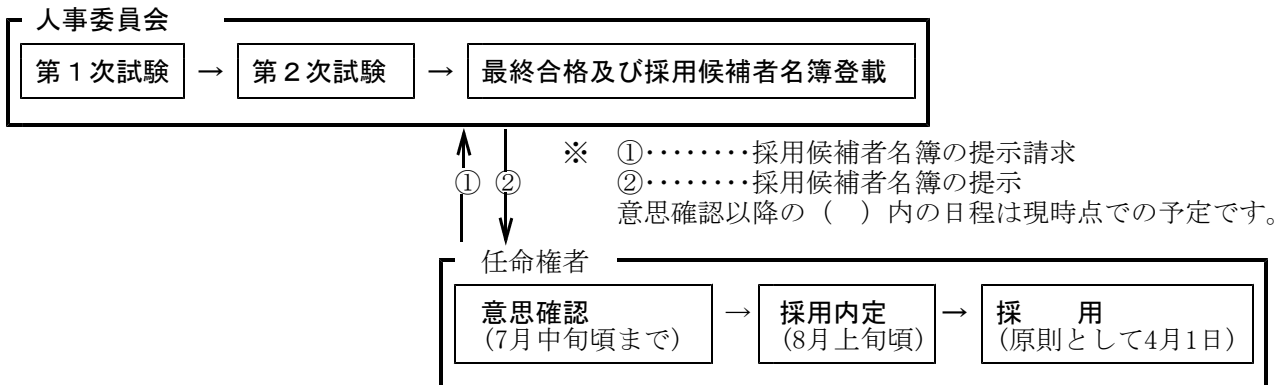 人事委員会
第1次試験 → 第2次試験 → 最終合格及び採用候補者名簿登載
① ②
※ ①········採用候補者名簿の提示請求
②········採用候補者名簿の提示
意思確認以降の(　)内の日程は現時点での予定です。
任命権者
意思確認 → 採用内定 → 採　　用
(7月中旬頃まで) (8月上旬頃) (原則として4月1日)